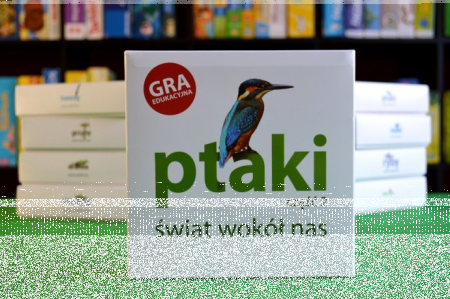 GRA
EDUKACYJNA
ptaki
świat wokół nas